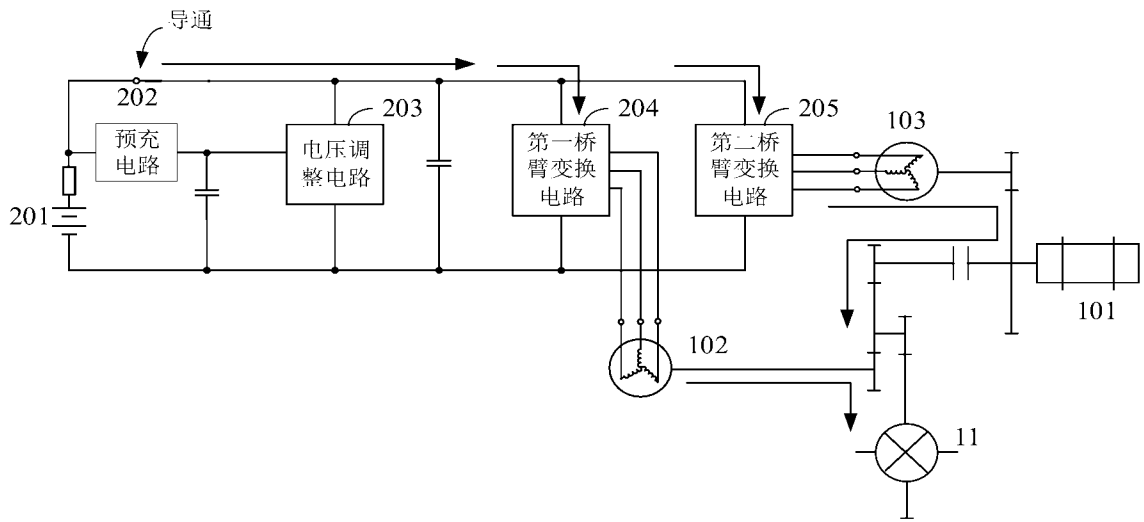 导通
202
203
204
205
103
预充
电路
电压调
整电路
第一桥
臂变换
电路
第二桥
臂变换
电路
201
101
102
11